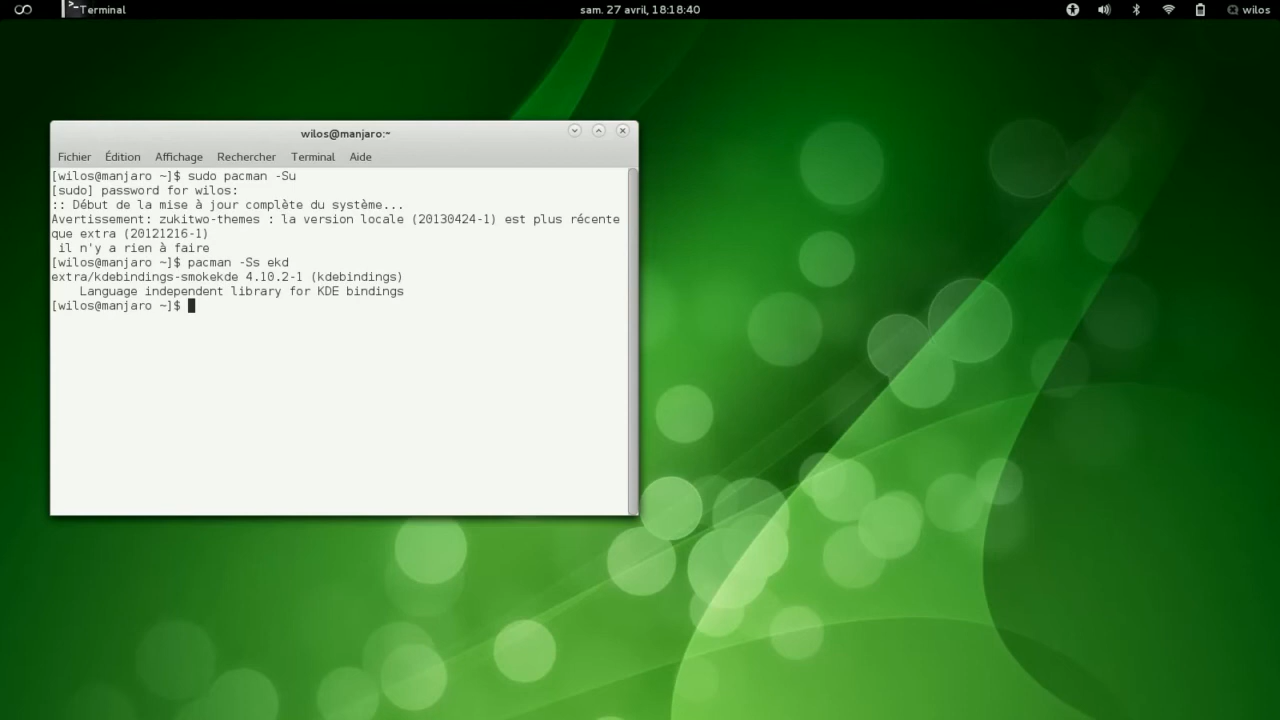 Terminal
sam. 27 avril, 18:18:40
wilos
wilos@manjaro:~
Fichier Édition Affichage Rechercher Terminal Aide
[wilos@manjaro ~]$ sudo pacman -Su
[sudo] password for wilos:
:: Début de la mise à jour complète du système...
Avertissement: zukitwo-themes : la version locale (20130424-1) est plus récente
que extra (20121216-1)
 il n'y a rien à faire
[wilos@manjaro ~]$ pacman -Ss ekd
extra/kdebindings-smokekde 4.10.2-1 (kdebindings)
    Language independent library for KDE bindings
[wilos@manjaro ~]$